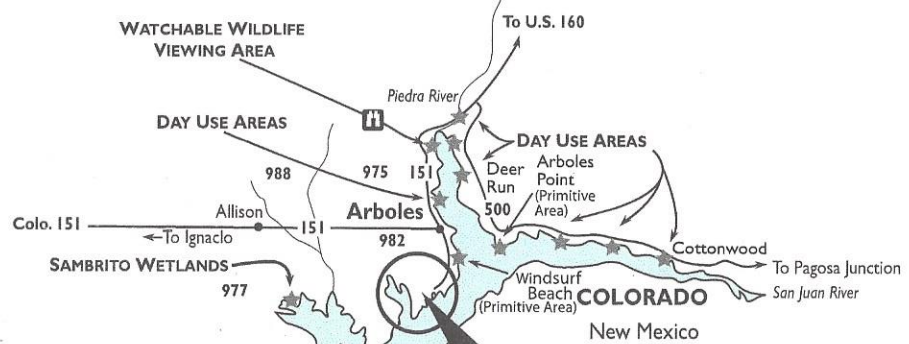 To U.S. 160
WATCHABLE WILDLIFE
VIEWING AREA
Piedra River
DAY USE AREAS
DAY USE AREAS
988
975
151
Deer
Run
500
Arboles
Point
(Primitive
Area)
Colo. 151
Allison
151
Arboles
982
←To Ignacio
Cottonwood
SAMBRITO WETLANDS
977
Windsurf
Beach
(Primitive Area)
COLORADO
To Pagosa Junction
San Juan River
New Mexico